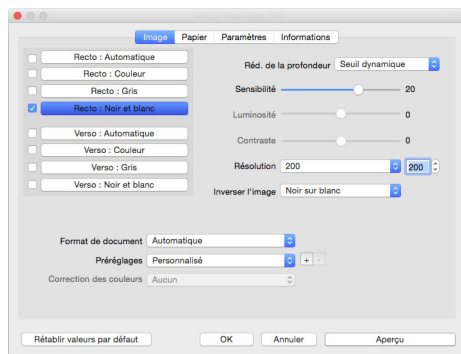 Image Papier Paramètres Informations
Recto : Automatique
Recto : Couleur
Recto : Gris
Recto : Noir et blanc
Verso : Automatique
Verso : Couleur
Verso : Gris
Verso : Noir et blanc
Réd. de la profondeur Seuil dynamique
Sensibilité 20
Luminosité 0
Contraste 0
Résolution 200 200
Inverser l'image Noir sur blanc
Format de document Automatique
Préréglages Personnalisé + -
Correction des couleurs Aucun
Rétablir valeurs par défaut OK Annuler Aperçu